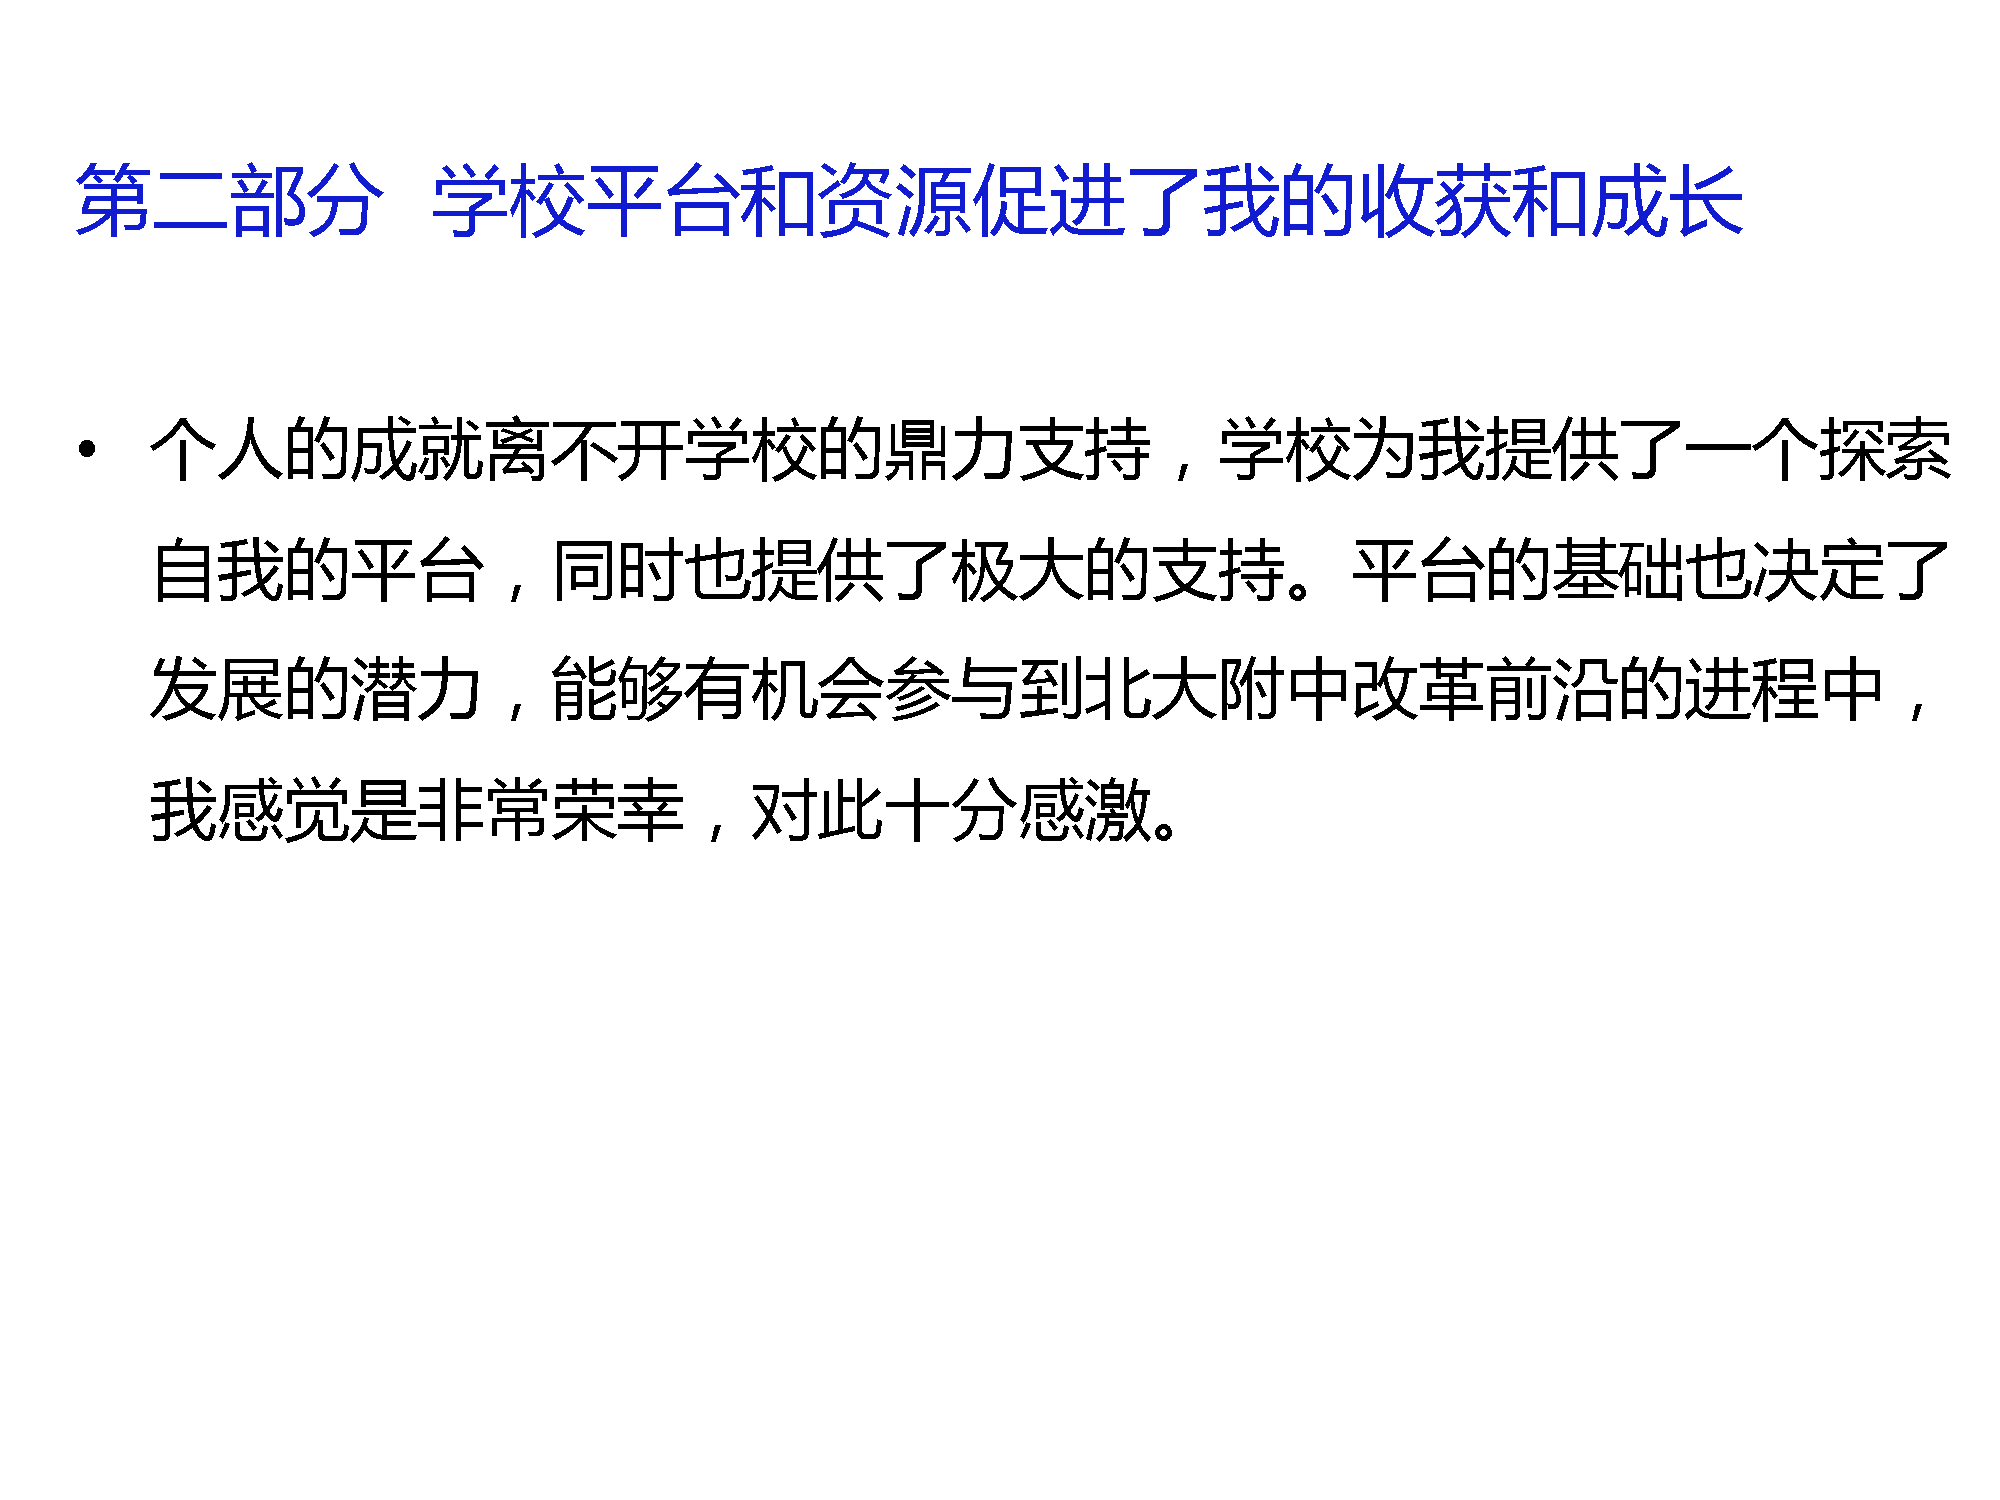 第二部分 学校平台和资源促进了我的收获和成长
• 个人的成就离不开学校的鼎力支持，学校为我提供了一个探索
自我的平台，同时也提供了极大的支持。平台的基础也决定了
发展的潜力，能够有机会参与到北大附中改革前沿的进程中，
我感觉是非常荣幸，对此十分感激。